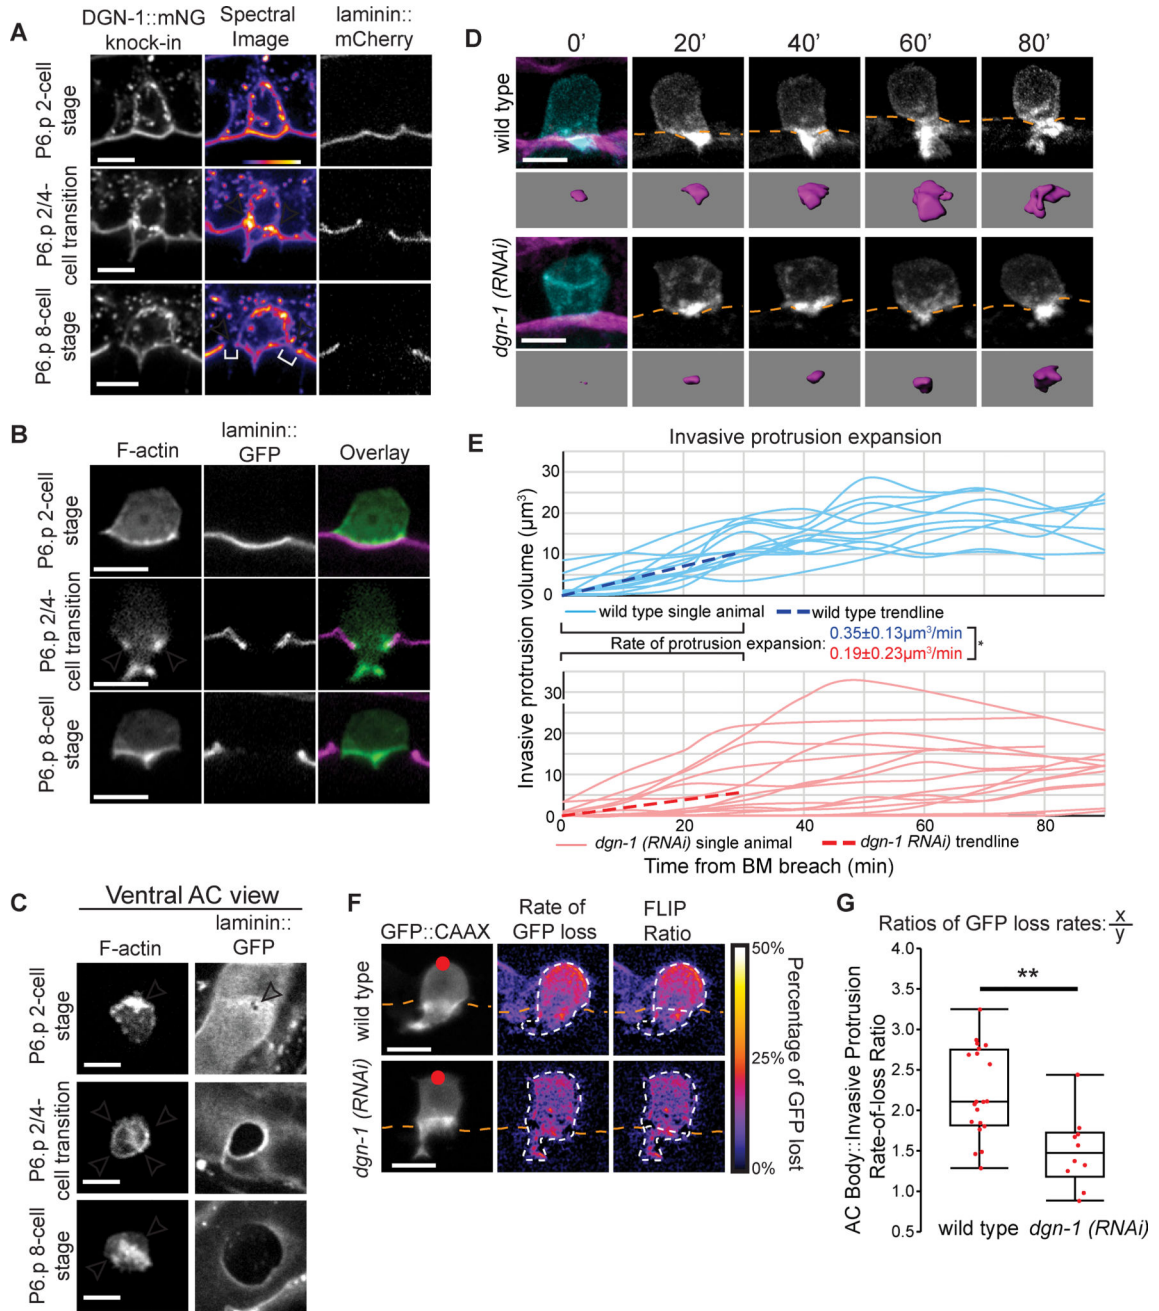 A
DGN-1::mNG
knock-in
Spectral
Image
laminin::
mCherry
P6.p 2-cell
stage
P6.p 2/4-
cell transition
P6.p 8-cell
stage
B
F-actin
laminin::
GFP
Overlay
P6.p 2-cell
stage
P6.p 2/4-
cell transition
P6.p 8-cell
stage
C
Ventral AC view
F-actin
laminin::
GFP
P6.p 2-cell
stage
P6.p 2/4-
cell transition
P6.p 8-cell
stage
D
0’ 20’ 40’ 60’ 80’
wild type
dgn-1 (RNAi)
E
Invasive protrusion expansion
Invasive protrusion volume (μm³)
30
20
10
0
wild type single animal
wild type trendline
Rate of protrusion expansion:
0.35±0.13μm³/min
0.19±0.23μm³/min
*
30
20
10
0
0 20 40 60 80
dgn-1 (RNAi) single animal
dgn-1 RNAi) trendline
Time from BM breach (min)
F
GFP::CAAX
Rate of
GFP loss
FLIP
Ratio
wild type
dgn-1 (RNAi)
50%
25%
0%
Percentage of GFP lost
G
Ratios of GFP loss rates: x
y
AC Body::Invasive Protrusion
Rate-of-loss Ratio
4.0
3.5
3.0
2.5
2.0
1.5
1.0
0.5
**
wild type
dgn-1 (RNAi)